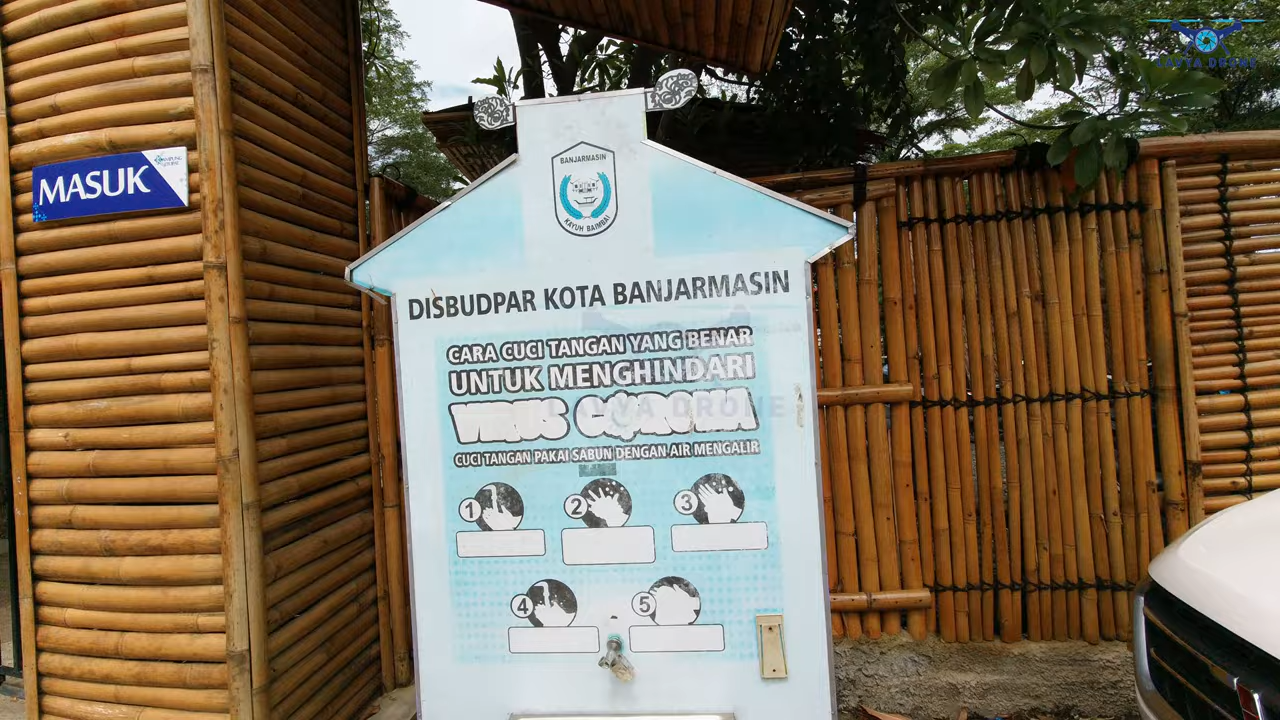 MASUK
BANJARMASIN
KAYUH BAIMBAI
DISBUDPAR KOTA BANJARMASIN
CARA CUCI TANGAN YANG BENAR
UNTUK MENGHINDARI
VIRUS CORONA
CUCI TANGAN PAKAI SABUN DENGAN AIR MENGALIR
1
2
3
4
5